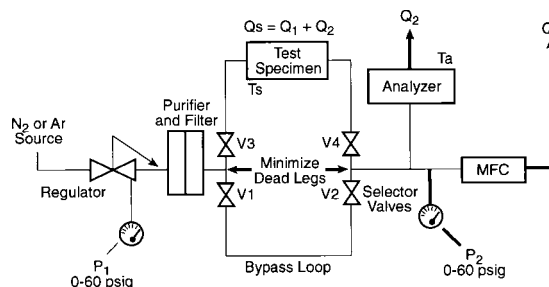 Q₂
Q
Qs = Q₁ + Q₂
Test
Specimen
Ta
Analyzer
Ts
Purifier
and Filter
N₂ or Ar
Source
V3
V4
Minimize
Dead Legs
MFC
Regulator
V1
V2
Selector
Valves
P₁
0-60 psig
Bypass Loop
P₂
0-60 psig